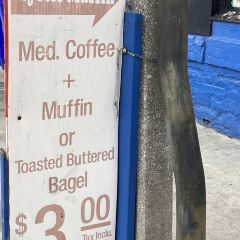 Med. Coffee
+
Muffin
or
Toasted Buttered
Bagel
$3.00
Tax Inclu.